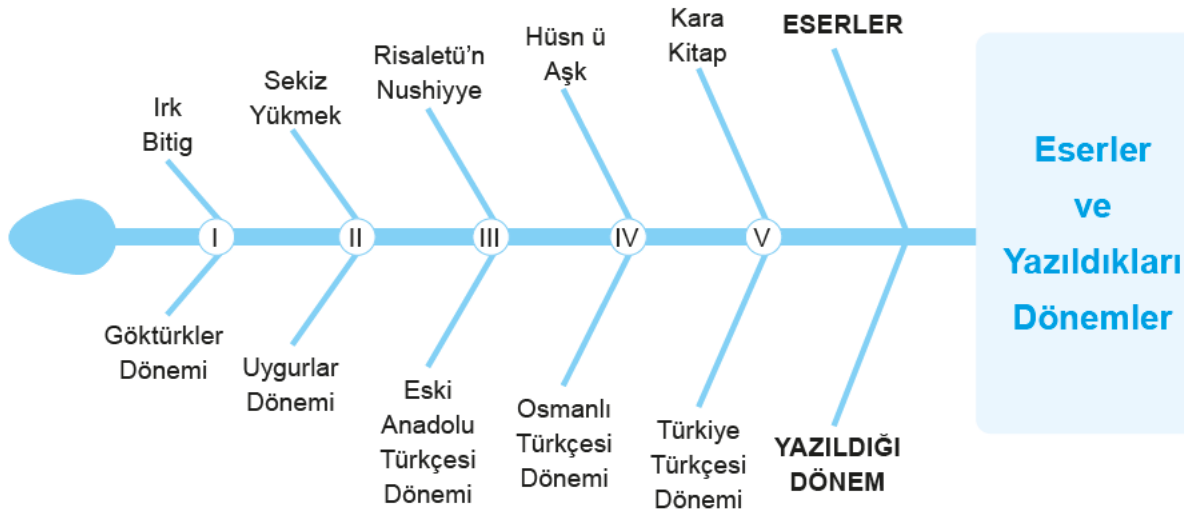 Irk
Bitig
Sekiz
Yükmek
Risaletü’n
Nushiyye
Hüsn ü
Aşk
Kara
Kitap
ESERLER
I
II
III
IV
V
Göktürkler
Dönemi
Uygurlar
Dönemi
Eski
Anadolu
Türkçesi
Dönemi
Osmanlı
Türkçesi
Dönemi
Türkiye
Türkçesi
Dönemi
YAZILDIĞI
DÖNEM
Eserler
ve
Yazıldıkları
Dönemler